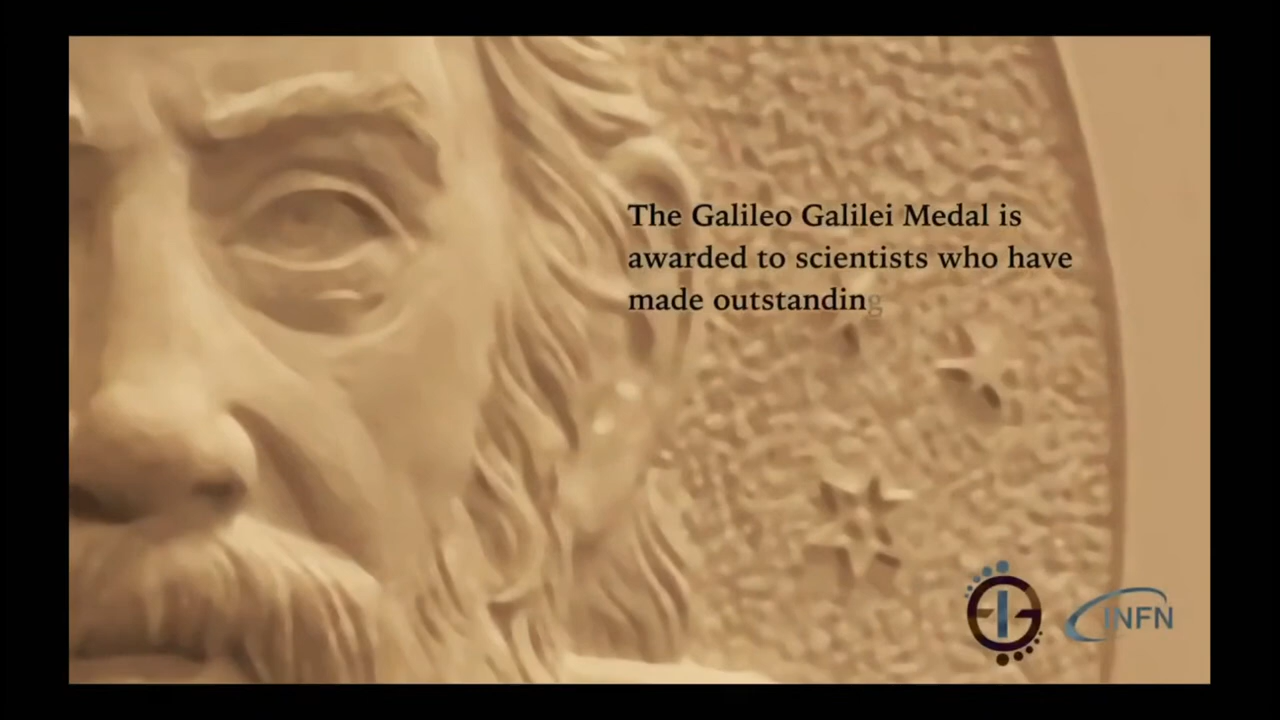 The Galileo Galilei Medal is
awarded to scientists who have
made outstanding
INFN